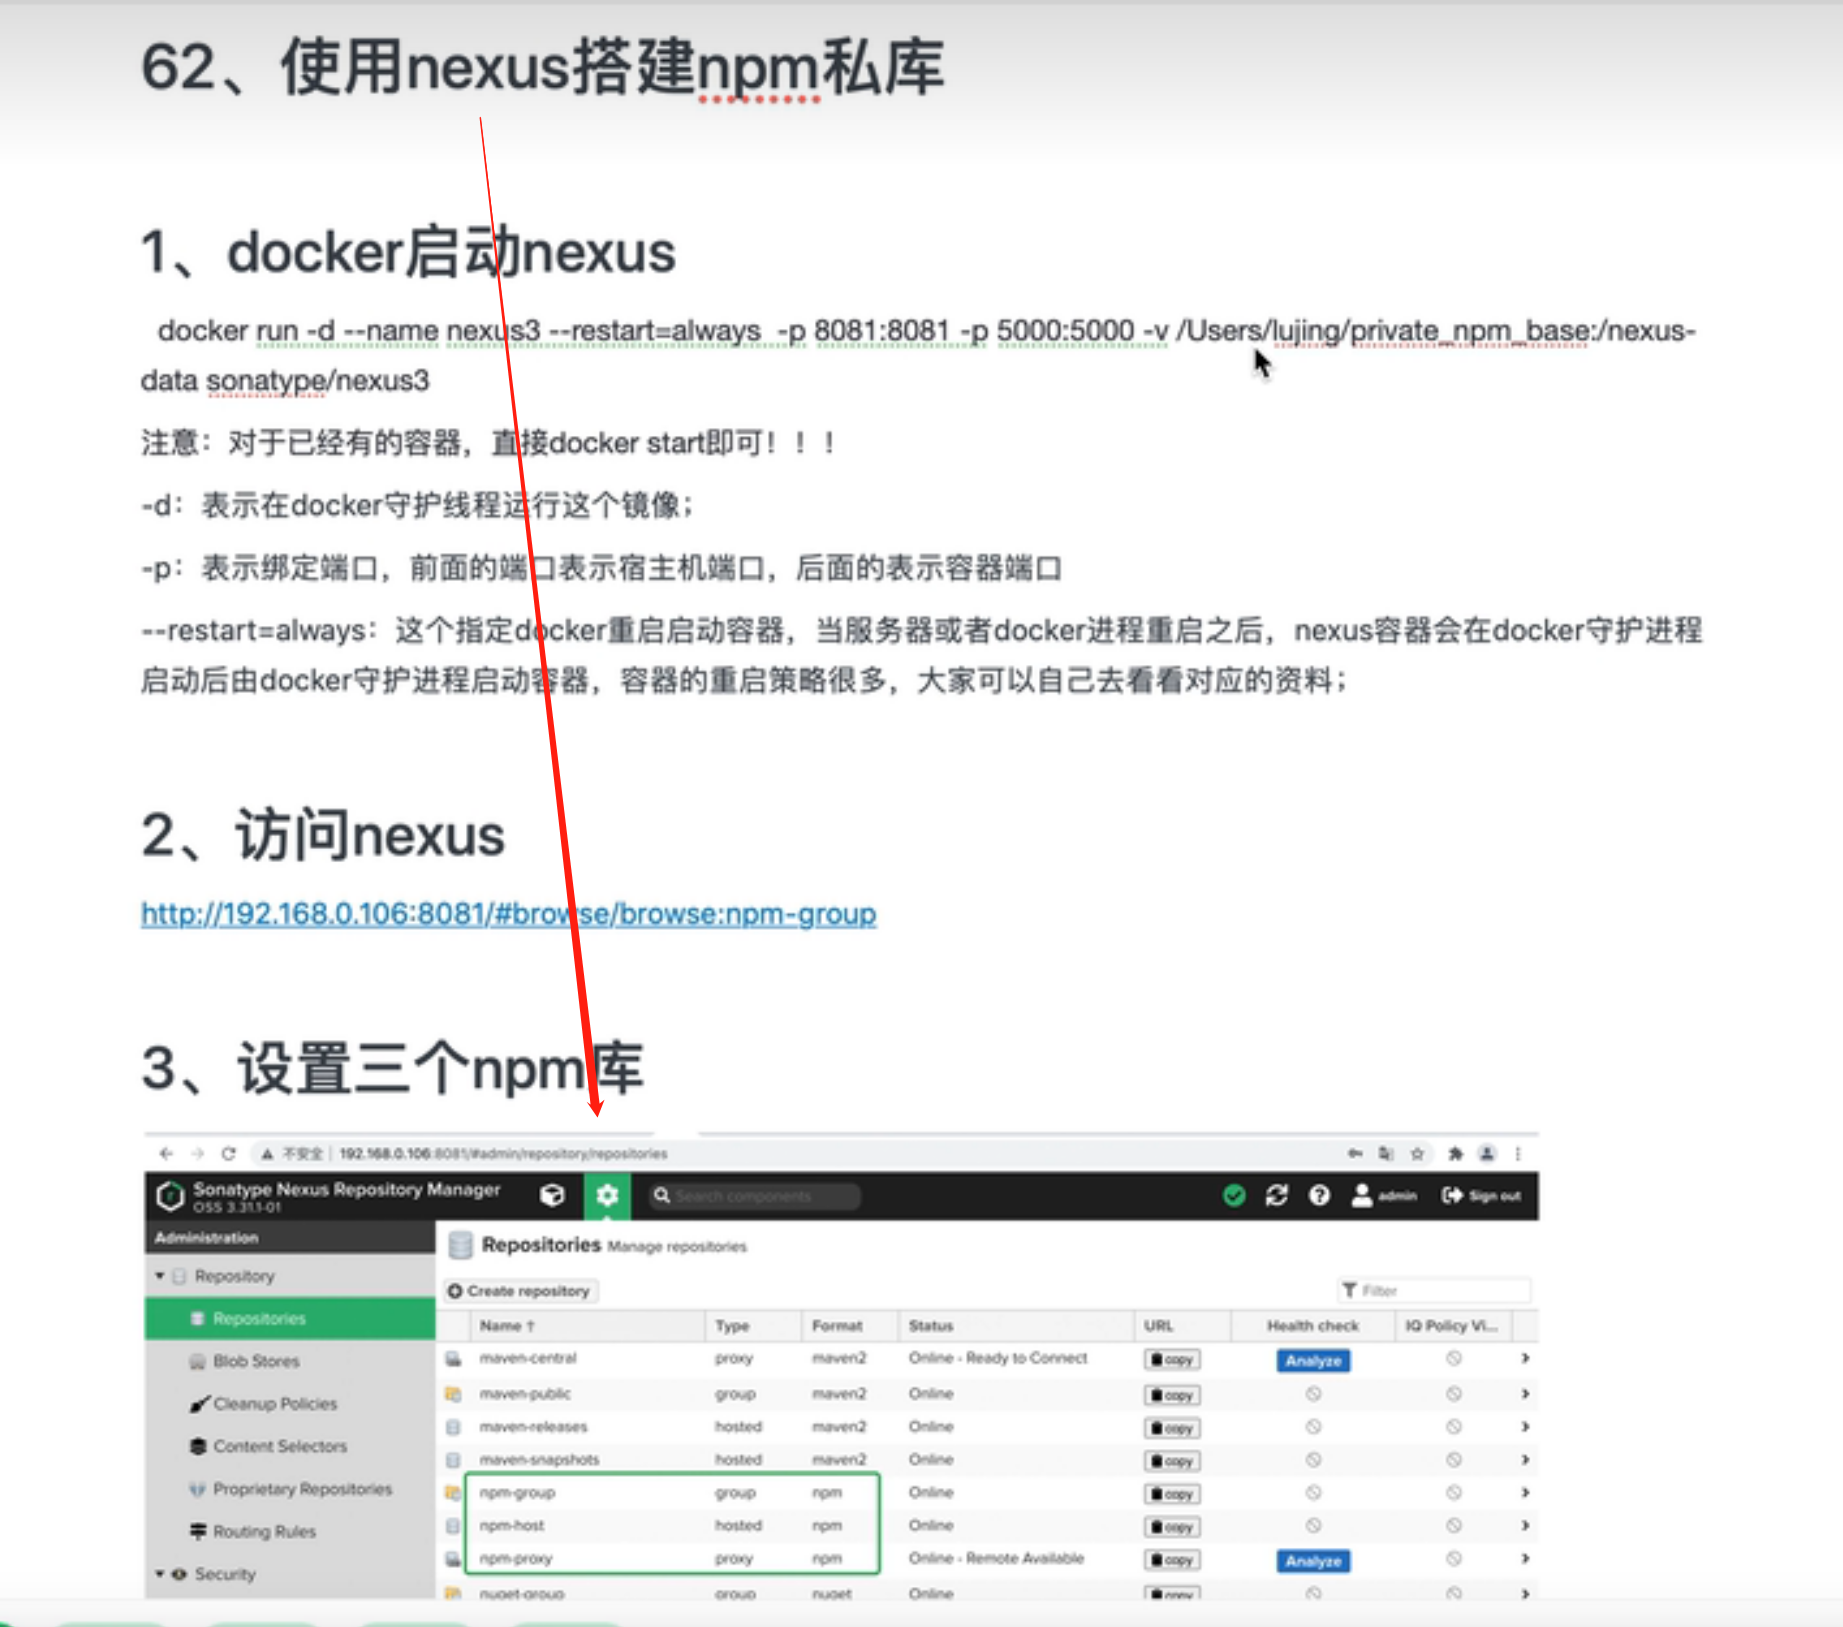 62、使用nexus搭建npm私库
1、docker启动nexus
docker run -d --name nexus3 --restart=always -p 8081:8081 -p 5000:5000 -v /Users/lujing/private_npm_base:/nexus-
data sonatype/nexus3
注意：对于已经有的容器，直接docker start即可！！！
-d：表示在docker守护线程运行这个镜像；
-p：表示绑定端口，前面的端口表示宿主机端口，后面的表示容器端口
--restart=always：这个指定docker重启启动容器，当服务器或者docker进程重启之后，nexus容器会在docker守护进程
启动后由docker守护进程启动容器，容器的重启策略很多，大家可以自己去看看对应的资料；
2、访问nexus
http://192.168.0.106:8081/#browse/browse:npm-group
3、设置三个npm库
不安全 | 192.168.0.106:8081/#admin/repository/repositories
Sonatype Nexus Repository Manager
OSS 3.31.1-01
Search components
admin
Sign out
Administration
Repository
Repositories
Blob Stores
Cleanup Policies
Content Selectors
Proprietary Repositories
Routing Rules
Security
Repositories Manage repositories
Create repository
Filter
Name↑ Type Format Status URL Health check IQ Policy Vi...
maven-central proxy maven2 Online - Ready to Connect copy Analyze
maven-public group maven2 Online copy
maven-releases hosted maven2 Online copy
maven-snapshots hosted maven2 Online copy
npm-group group npm Online copy
npm-host hosted npm Online copy
npm-proxy proxy npm Online - Remote Available copy Analyze
nuget-group group nuget Online copy